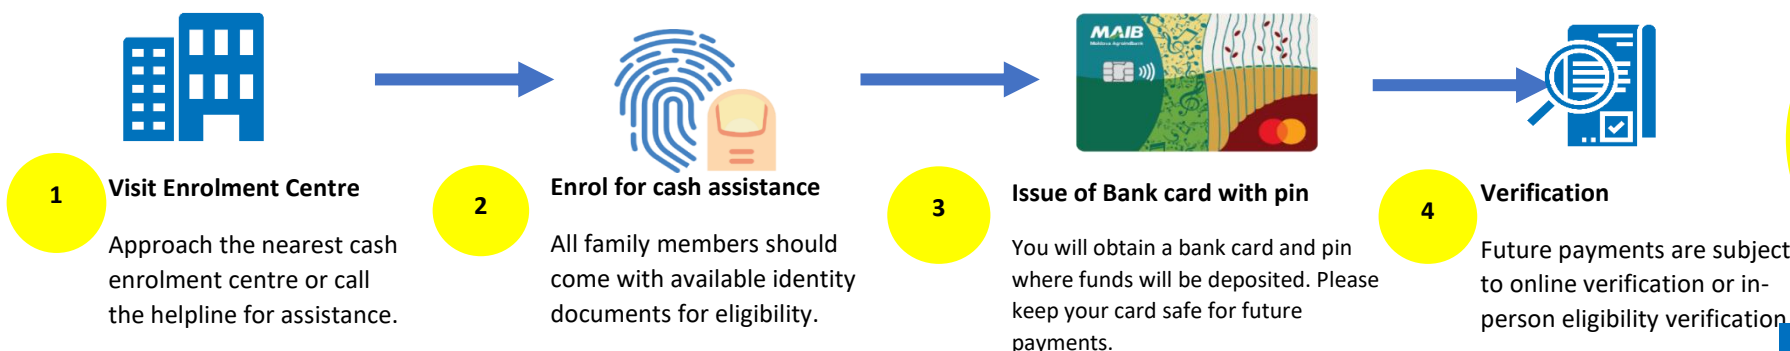 MAIB
Moldova Agroindbank
1
Visit Enrolment Centre
Approach the nearest cash
enrolment centre or call
the helpline for assistance.
2
Enrol for cash assistance
All family members should
come with available identity
documents for eligibility.
3
Issue of Bank card with pin
You will obtain a bank card and pin
where funds will be deposited. Please
keep your card safe for future
payments.
4
Verification
Future payments are subject
to online verification or in-
person eligibility verification